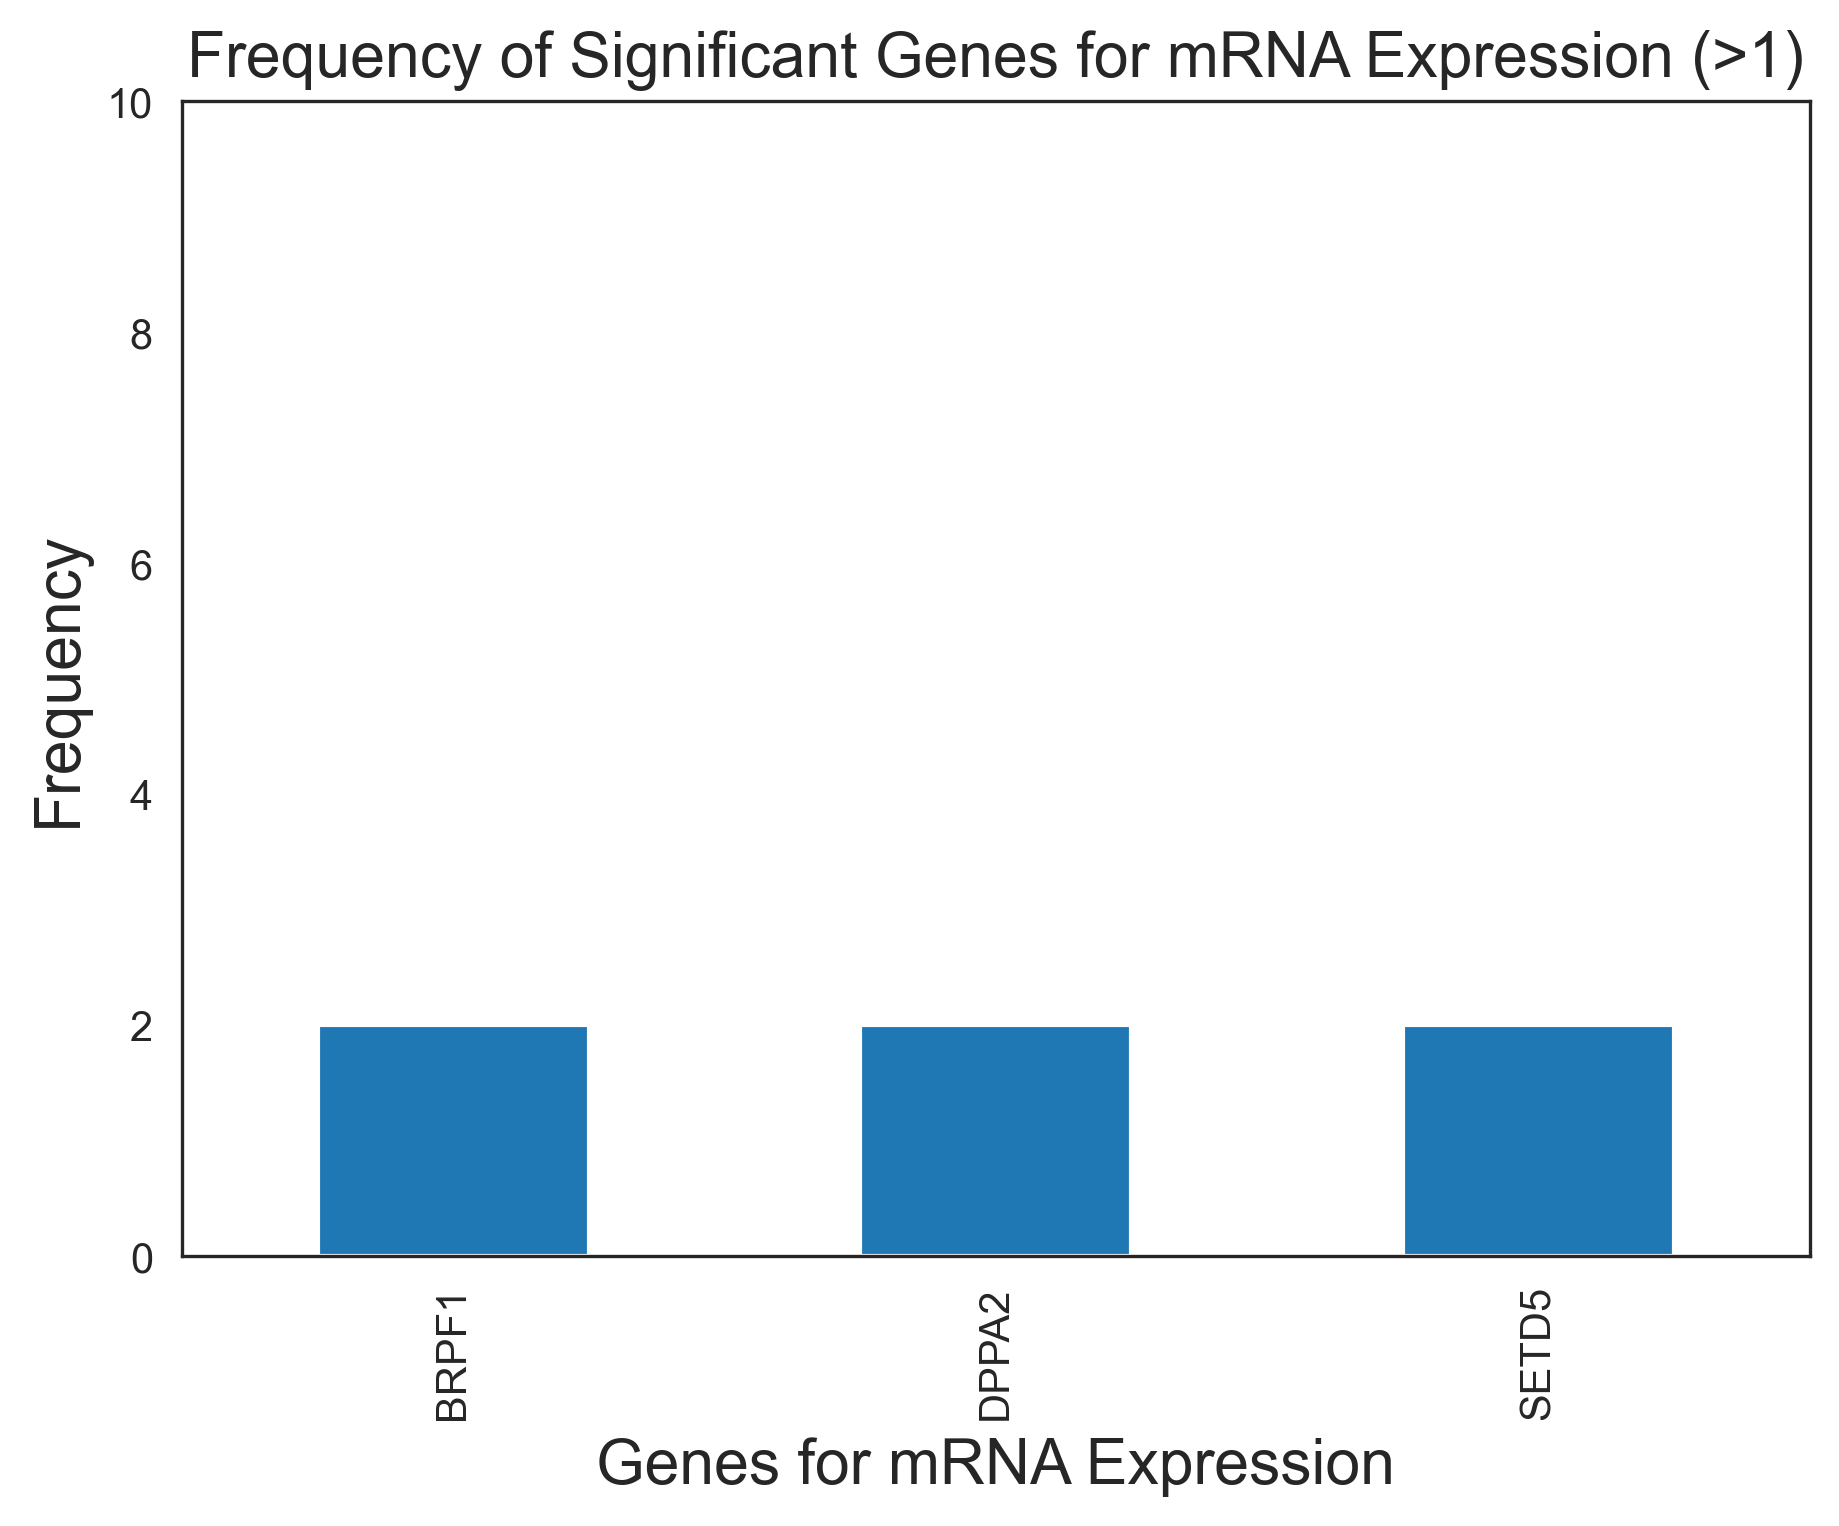 Frequency of Significant Genes for mRNA Expression (>1)
10
8
6
4
2
0
Frequency
BRPF1
DPPA2
SETD5
Genes for mRNA Expression